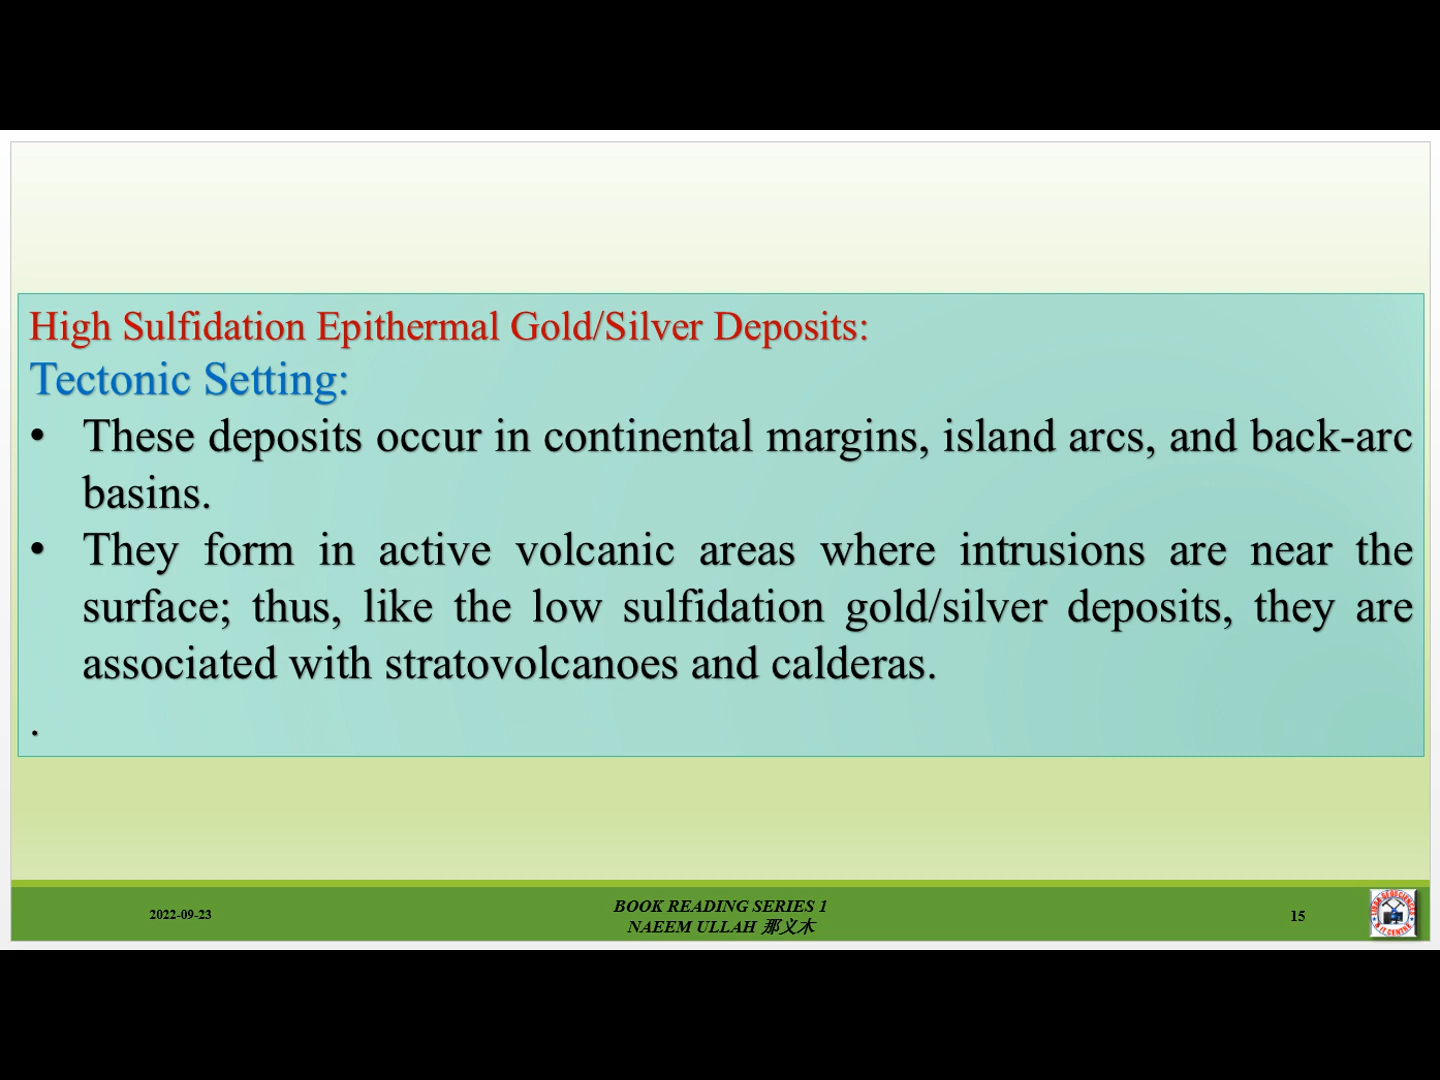 High Sulfidation Epithermal Gold/Silver Deposits:
Tectonic Setting:
• These deposits occur in continental margins, island arcs, and back-arc
basins.
• They form in active volcanic areas where intrusions are near the
surface; thus, like the low sulfidation gold/silver deposits, they are
associated with stratovolcanoes and calderas.
.
2022-09-23
BOOK READING SERIES 1
NAEEM ULLAH 那义木
15